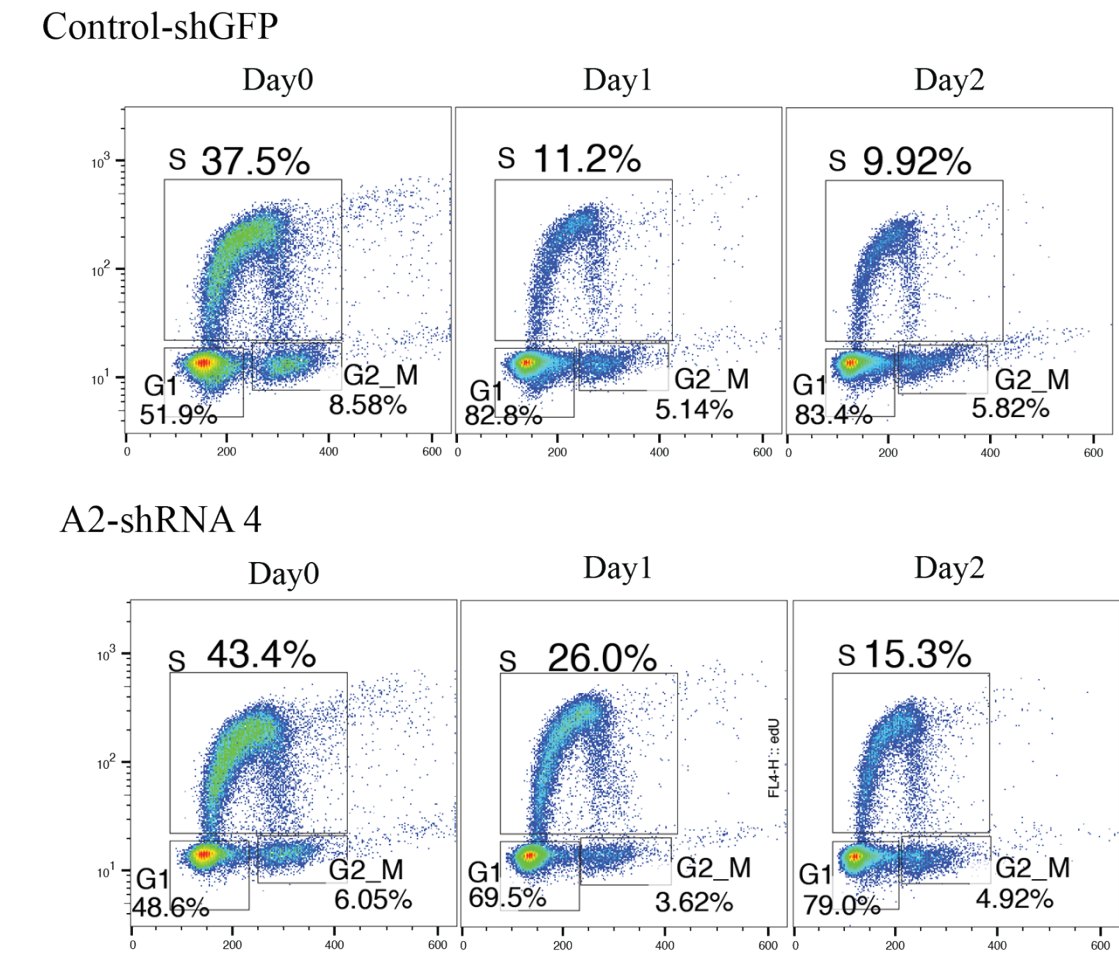 Control-shGFP
Day0 Day1 Day2
S 37.5% S 11.2% S 9.92%
10³
10²
10¹
G1 51.9% G2_M 8.58%
G1 82.8% G2_M 5.14%
G1 83.4% G2_M 5.82%
0 200 400 600 0 200 400 600 0 200 400 600
A2-shRNA 4
Day0 Day1 Day2
S 43.4% S 26.0% S 15.3%
10³
10²
10¹
FL4-H :: edU
G1 48.6% G2_M 6.05%
G1 69.5% G2_M 3.62%
G1 79.0% G2_M 4.92%
0 200 400 600 0 200 400 600 0 200 400 600